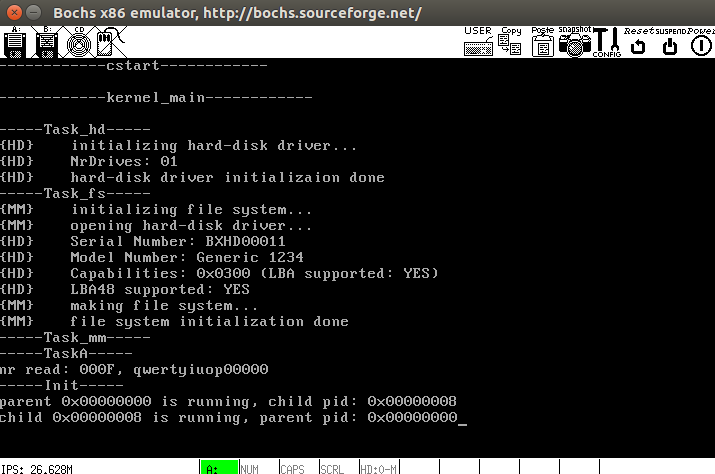 Bochs x86 emulator, http://bochs.sourceforge.net/
A: B: CD USER Copy Paste snapshot CONFIG Reset SUSPEND Power
------------cstart------------
------------kernel_main------------
-----Task_hd-----
{HD} initializing hard-disk driver...
{HD} NrDrives: 01
{HD} hard-disk driver initializaion done
-----Task_fs-----
{MM} initializing file system...
{MM} opening hard-disk driver...
{HD} Serial Number: BXHD00011
{HD} Model Number: Generic 1234
{HD} Capabilities: 0x0300 (LBA supported: YES)
{HD} LBA48 supported: YES
{MM} making file system...
{MM} file system initialization done
-----Task_mm-----
-----TaskA-----
nr read: 000F, qwertyiuop00000
-----Init-----
parent 0x00000000 is running, child pid: 0x00000008
child 0x00000008 is running, parent pid: 0x00000000_
IPS: 26.628M A: NUM CAPS SCRL HD:0-M